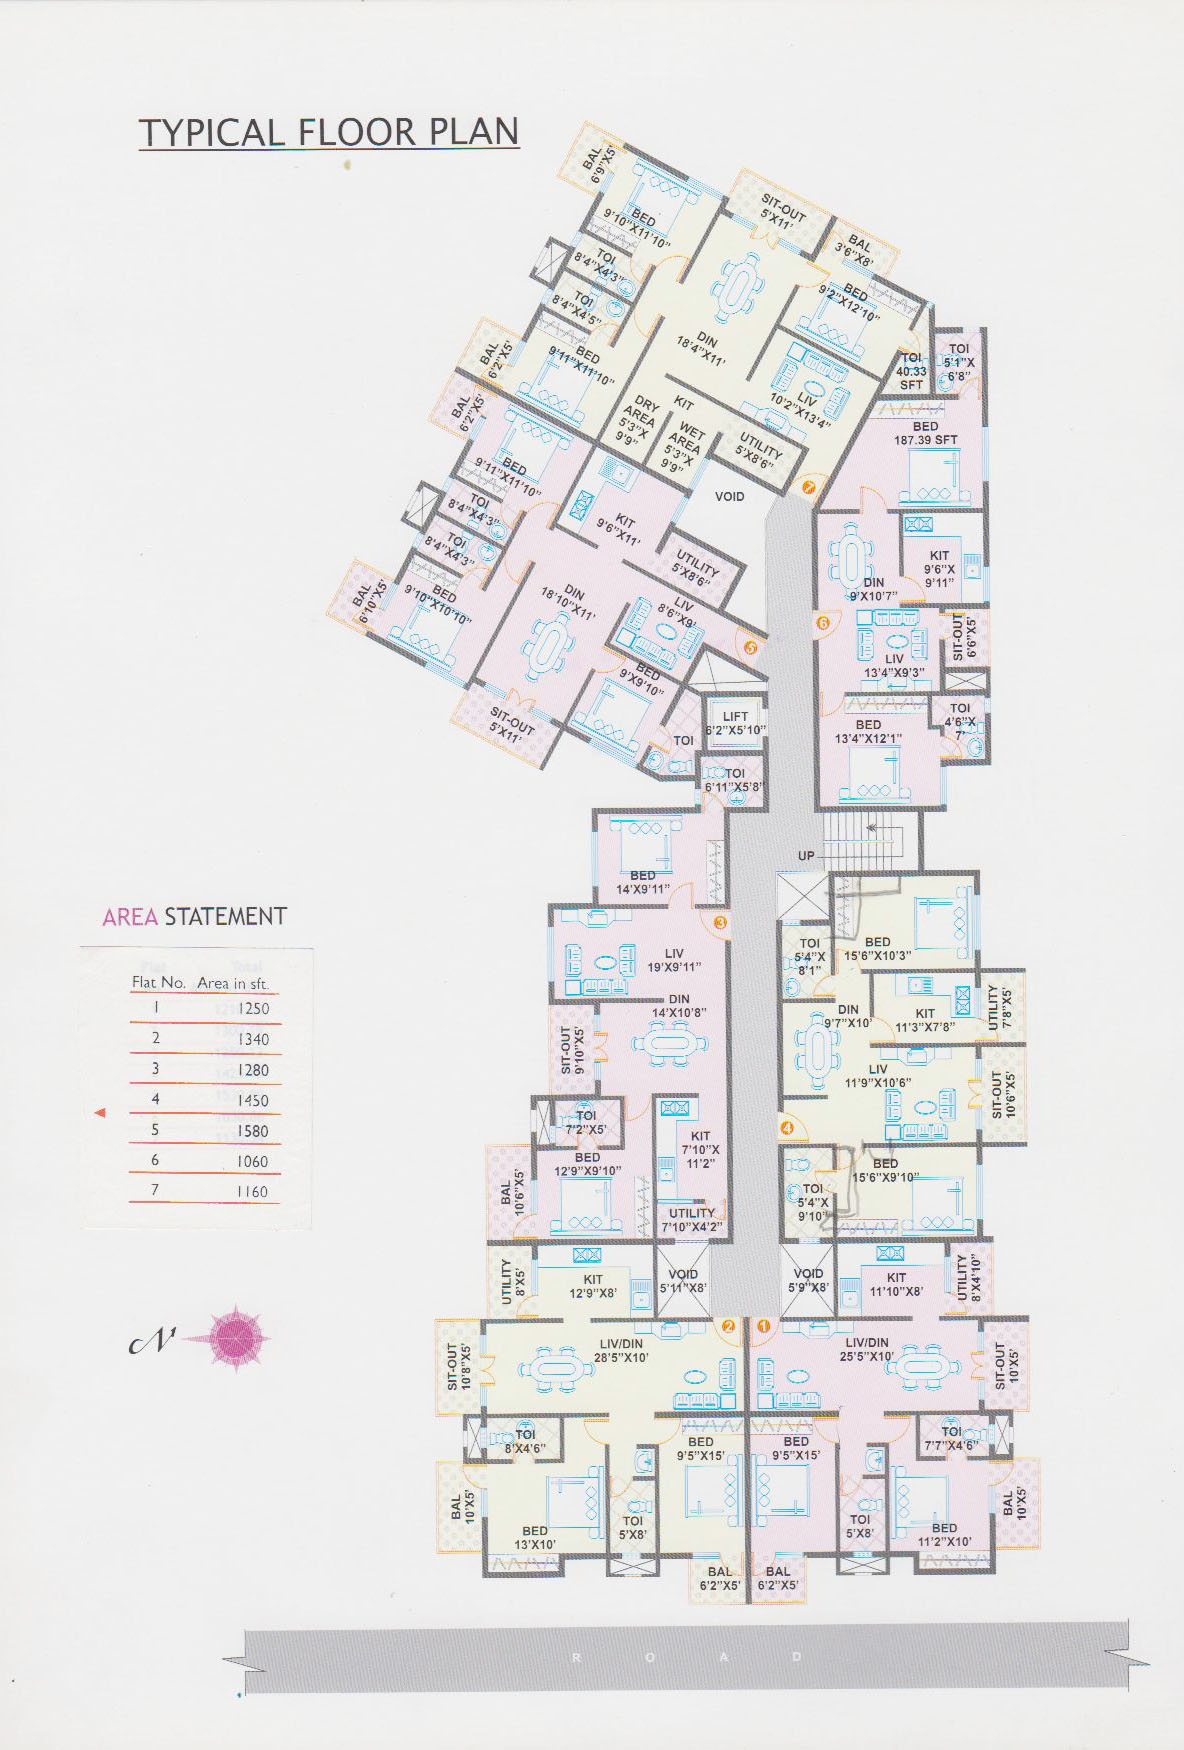 TYPICAL FLOOR PLAN
BAL
6'9"X5'
BED
9'10"X11'10"
SIT-OUT
5'X11'
BAL
3'6"X8'
TOI
8'4"X4'3"
TOI
8'4"X4'5"
BED
9'2"X12'10"
DIN
18'4"X11'
BAL
6'2"X5'
BED
9'11"X11'10"
TOI
40.33
SFT
TOI
5'1"X
6'8"
LIV
10'2"X13'4"
KIT
DRY
AREA
5'3"X
9'9"
WET
AREA
5'3"X
9'9"
UTILITY
5'X8'6"
7
BED
187.39 SFT
BAL
6'2"X5'
BED
9'11"X11'10"
VOID
TOI
8'4"X4'3"
TOI
8'4"X4'3"
KIT
9'6"X11'
UTILITY
5'X8'6"
KIT
9'6"X
9'11"
DIN
9'X10'7"
BAL
6'10"X5'
BED
9'10"X10'10"
DIN
18'10"X11'
LIV
8'6"X9'
5
6
SIT-OUT
6'6"X5'
LIV
13'4"X9'3"
BED
9'X9'10"
SIT-OUT
5'X11'
TOI
LIFT
6'2"X5'10"
TOI
4'6"X
7'
BED
13'4"X12'1"
TOI
6'11"X5'8"
UP
BED
14'X9'11"
3
LIV
19'X9'11"
DIN
14'X10'8"
SIT-OUT
9'10"X5'
TOI
5'4"X
8'1"
BED
15'6"X10'3"
KIT
11'3"X7'8"
UTILITY
7'8"X5'
DIN
9'7"X10'
LIV
11'9"X10'6"
SIT-OUT
10'6"X5'
4
TOI
7'2"X5'
KIT
7'10"X
11'2"
BED
12'9"X9'10"
BAL
10'6"X5'
UTILITY
7'10"X4'2"
BED
15'6"X9'10"
TOI
5'4"X
9'10"
AREA STATEMENT
Flat No. Area in sft.
1 1250
2 1340
3 1280
4 1450
5 1580
6 1060
7 1160
N
UTILITY
8'X5'
KIT
12'9"X8'
VOID
5'11"X8'
VOID
5'9"X8'
KIT
11'10"X8'
UTILITY
8'X4'10"
2
1
SIT-OUT
10'8"X5'
LIV/DIN
28'5"X10'
LIV/DIN
25'5"X10'
SIT-OUT
10'X5'
TOI
8'X4'6"
BED
9'5"X15'
BED
9'5"X15'
TOI
7'7"X4'6"
BAL
10'X5'
BED
13'X10'
TOI
5'X8'
TOI
5'X8'
BED
11'2"X10'
BAL
10'X5'
BAL
6'2"X5'
BAL
6'2"X5'
ROAD